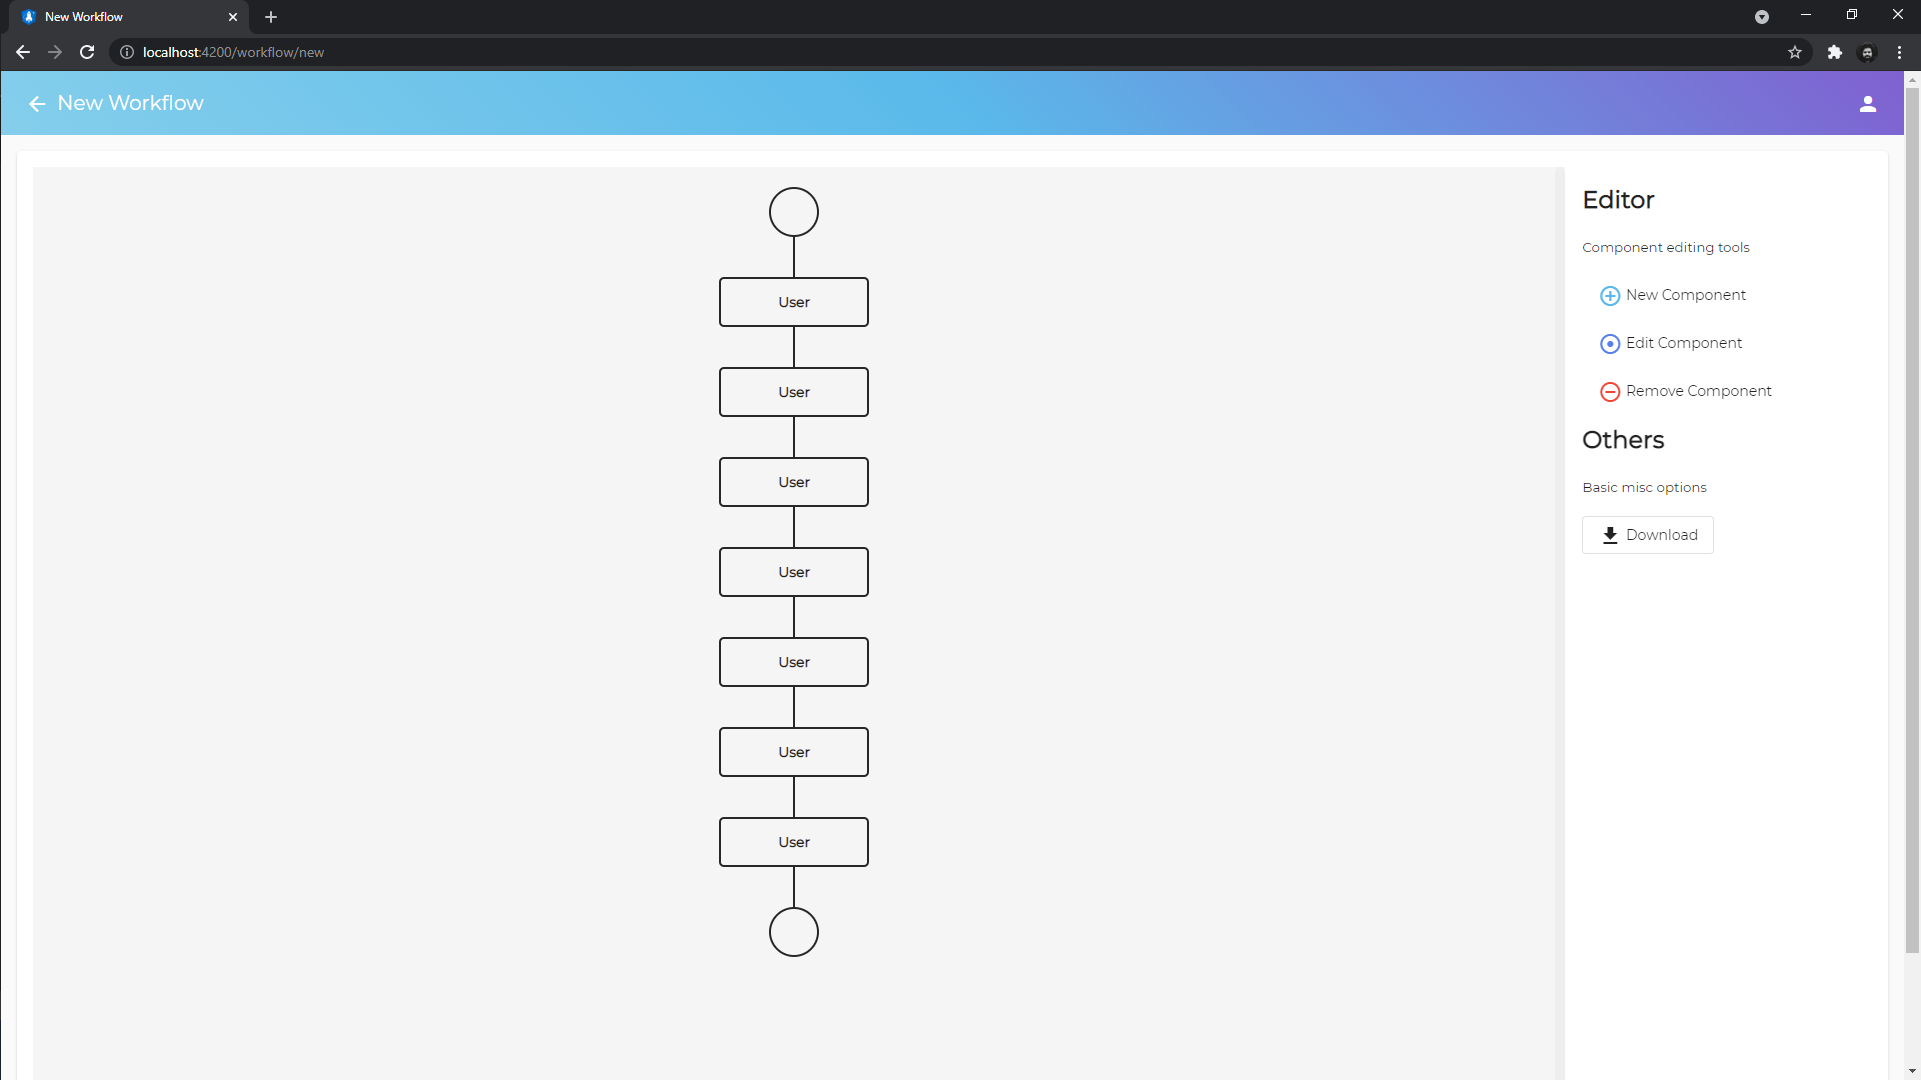 New Workflow
localhost:4200/workflow/new
New Workflow
User
User
User
User
User
User
User
Editor
Component editing tools
New Component
Edit Component
Remove Component
Others
Basic misc options
Download